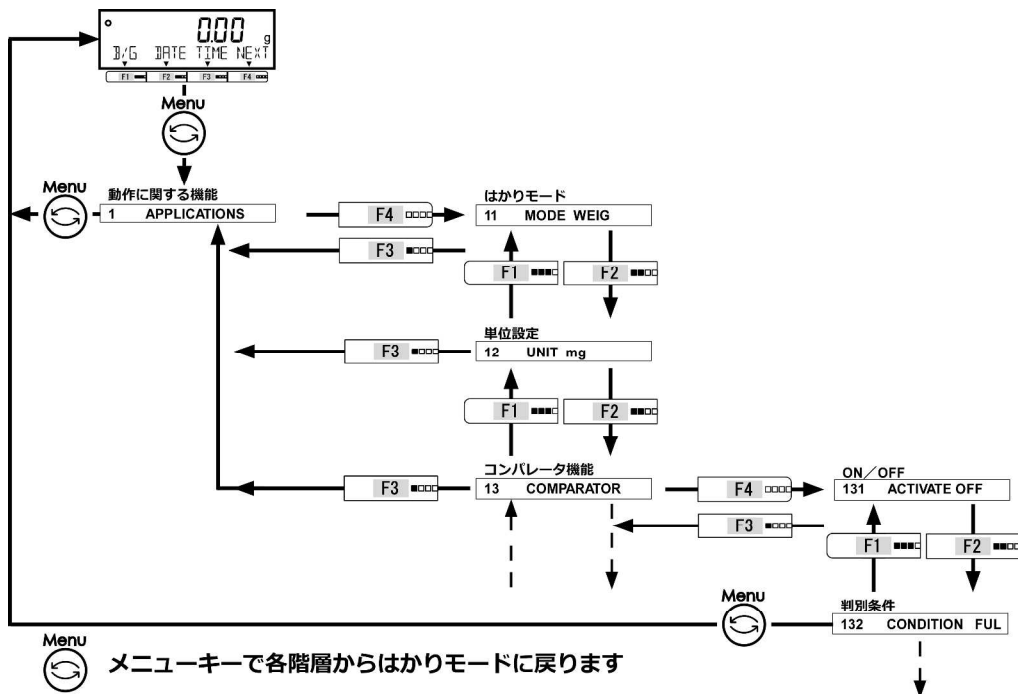 0.00 g
B/G DATE TIME NEXT
F1 F2 F3 F4
Menu
Menu
動作に関する機能
1 APPLICATIONS
F4
はかりモード
11 MODE WEIG
F3
F1
F2
単位設定
F3
12 UNIT mg
F1
F2
コンパレータ機能
F3
13 COMPARATOR
F4
ON/OFF
131 ACTIVATE OFF
F3
F1
F2
Menu
判別条件
132 CONDITION FUL
Menu
メニューキーで各階層からはかりモードに戻ります